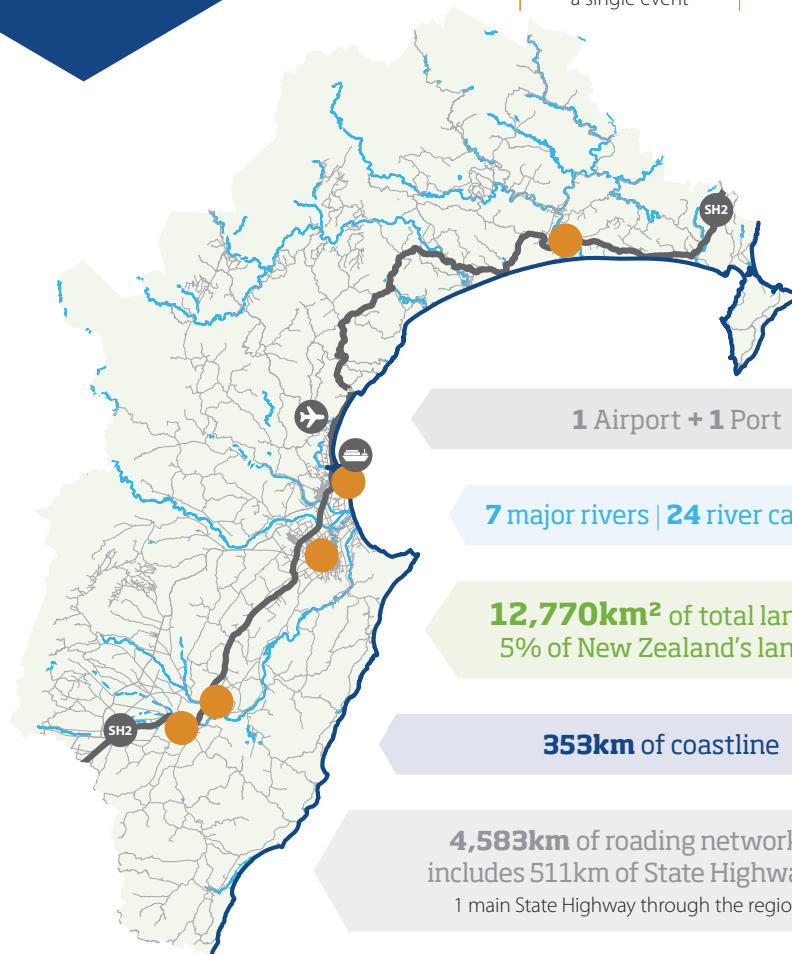 a single event
SH2
1 Airport + 1 Port
7 major rivers | 24 river ca
12,770km² of total lan
5% of New Zealand's lan
353km of coastline
SH2
4,583km of roading network
includes 511km of State Highwa
1 main State Highway through the regio